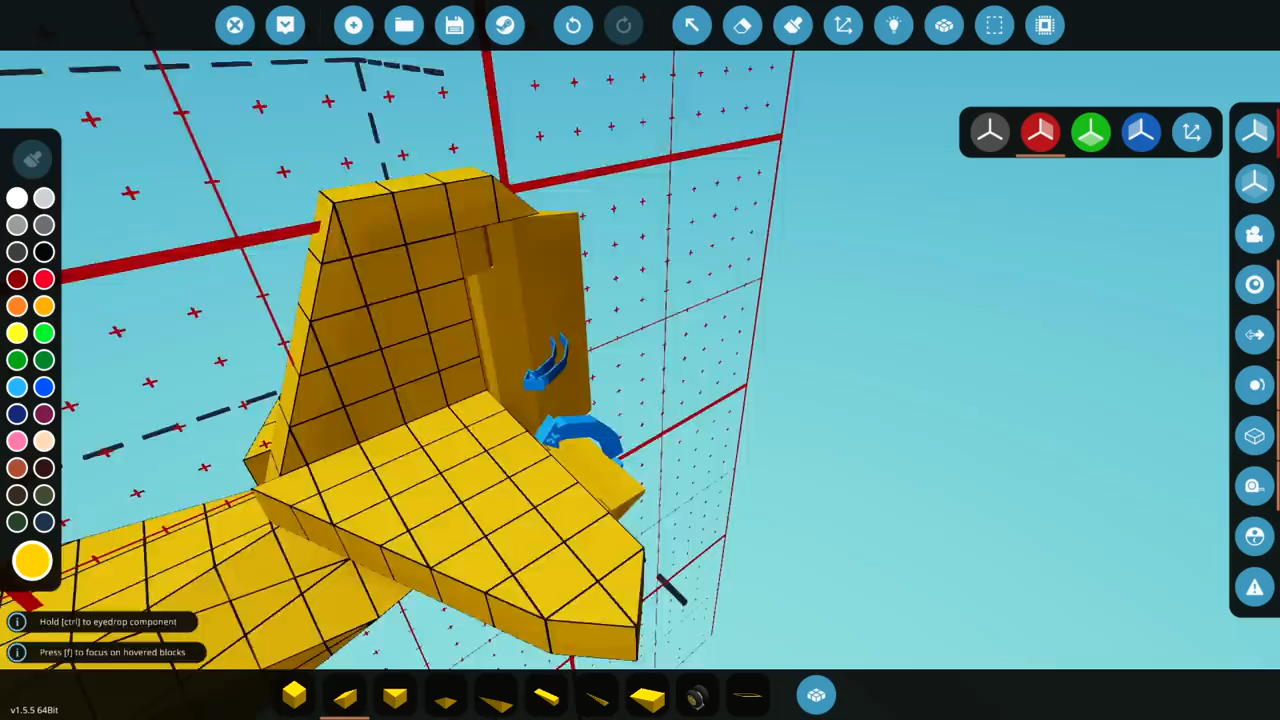 Hold [ctrl] to eyedrop component
Press [f] to focus on hovered blocks
v1.5.5 64Bit